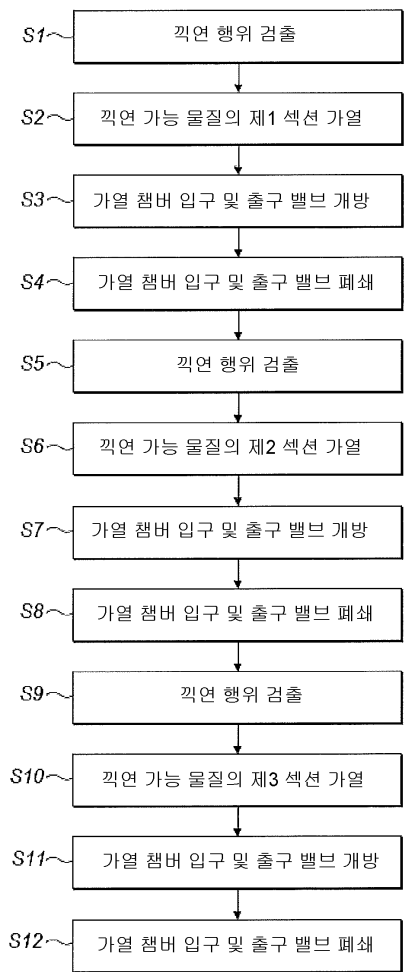 S1 끽연 행위 검출
S2 끽연 가능 물질의 제1 섹션 가열
S3 가열 챔버 입구 및 출구 밸브 개방
S4 가열 챔버 입구 및 출구 밸브 폐쇄
S5 끽연 행위 검출
S6 끽연 가능 물질의 제2 섹션 가열
S7 가열 챔버 입구 및 출구 밸브 개방
S8 가열 챔버 입구 및 출구 밸브 폐쇄
S9 끽연 행위 검출
S10 끽연 가능 물질의 제3 섹션 가열
S11 가열 챔버 입구 및 출구 밸브 개방
S12 가열 챔버 입구 및 출구 밸브 폐쇄